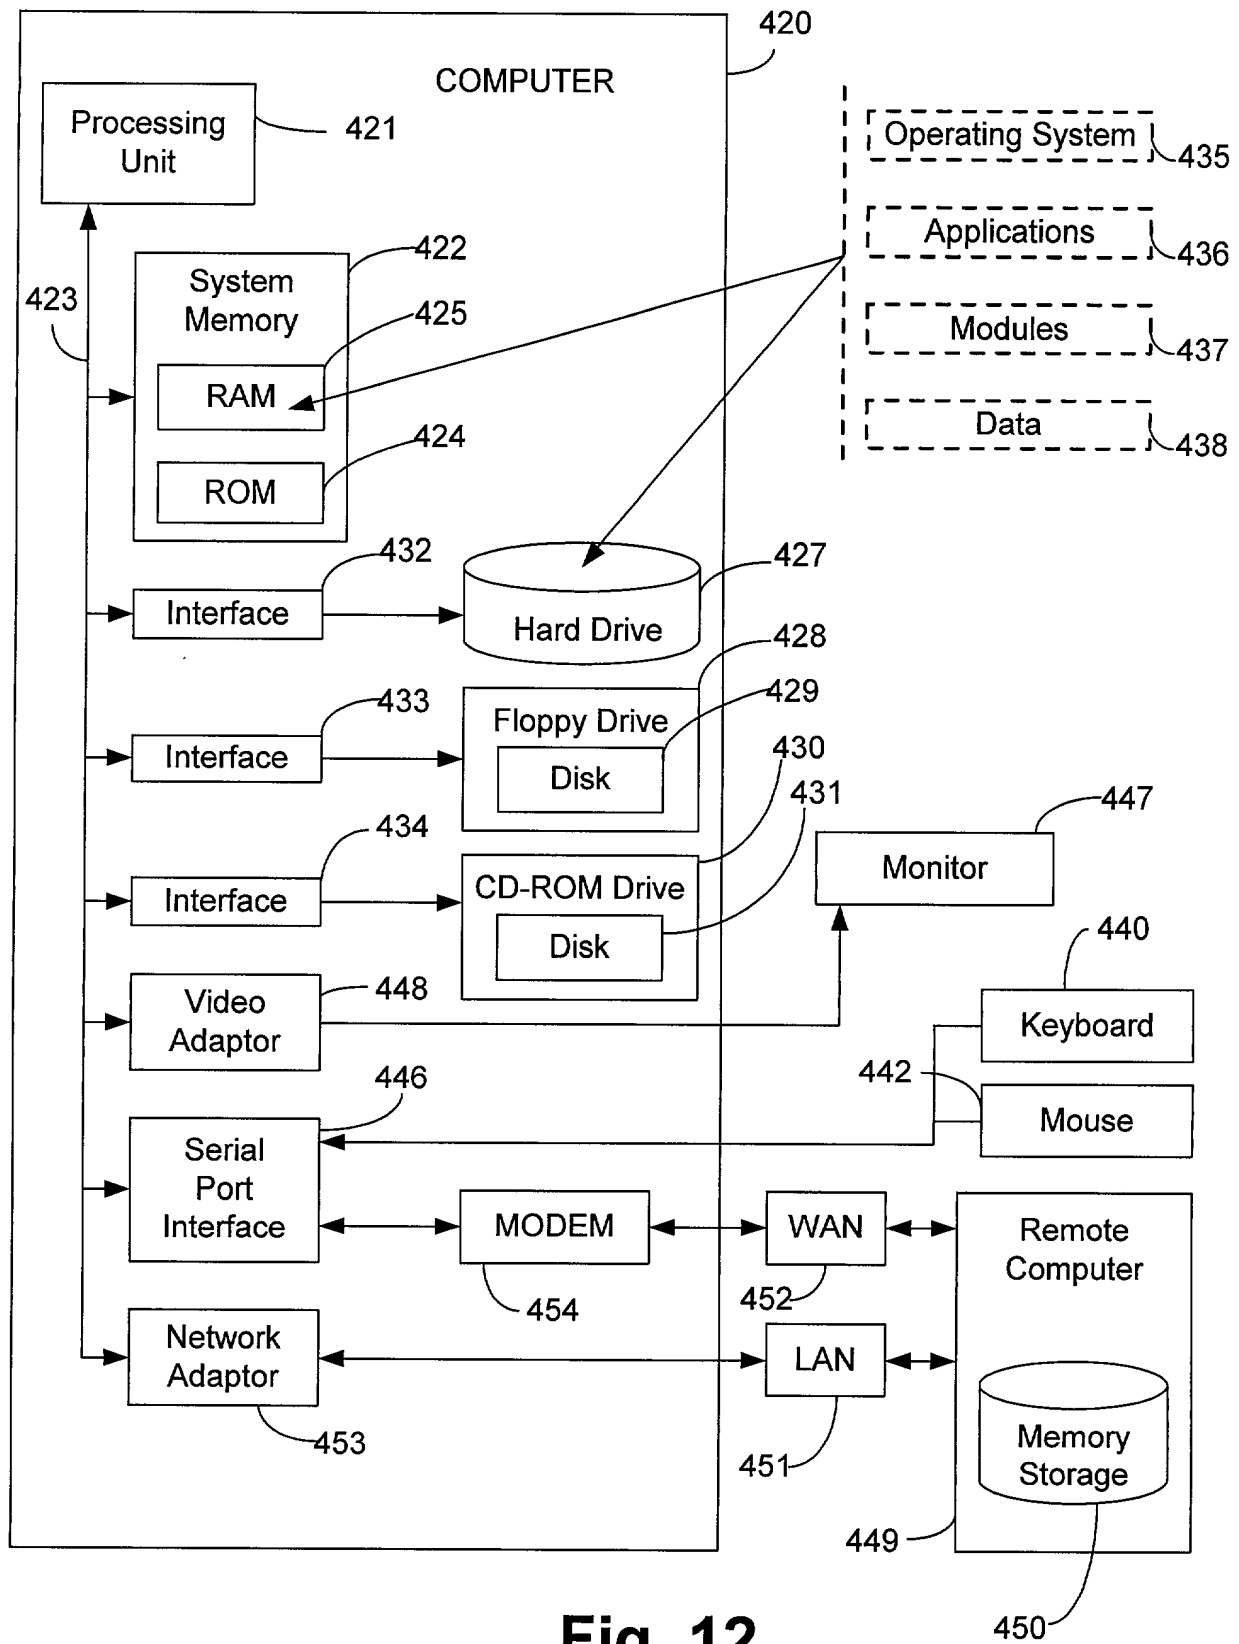 420
COMPUTER
Processing
Unit
421
Operating System
435
Applications
436
Modules
437
Data
438
422
System
Memory
423
425
RAM
424
ROM
432
Interface
427
Hard Drive
428
433
429
Interface
Floppy Drive
Disk
430
431
434
Interface
CD-ROM Drive
Disk
447
Monitor
440
Keyboard
442
Mouse
448
Video
Adaptor
446
Serial
Port
Interface
MODEM
454
WAN
452
Remote
Computer
Network
Adaptor
453
LAN
451
Memory
Storage
449
450
Fig. 12